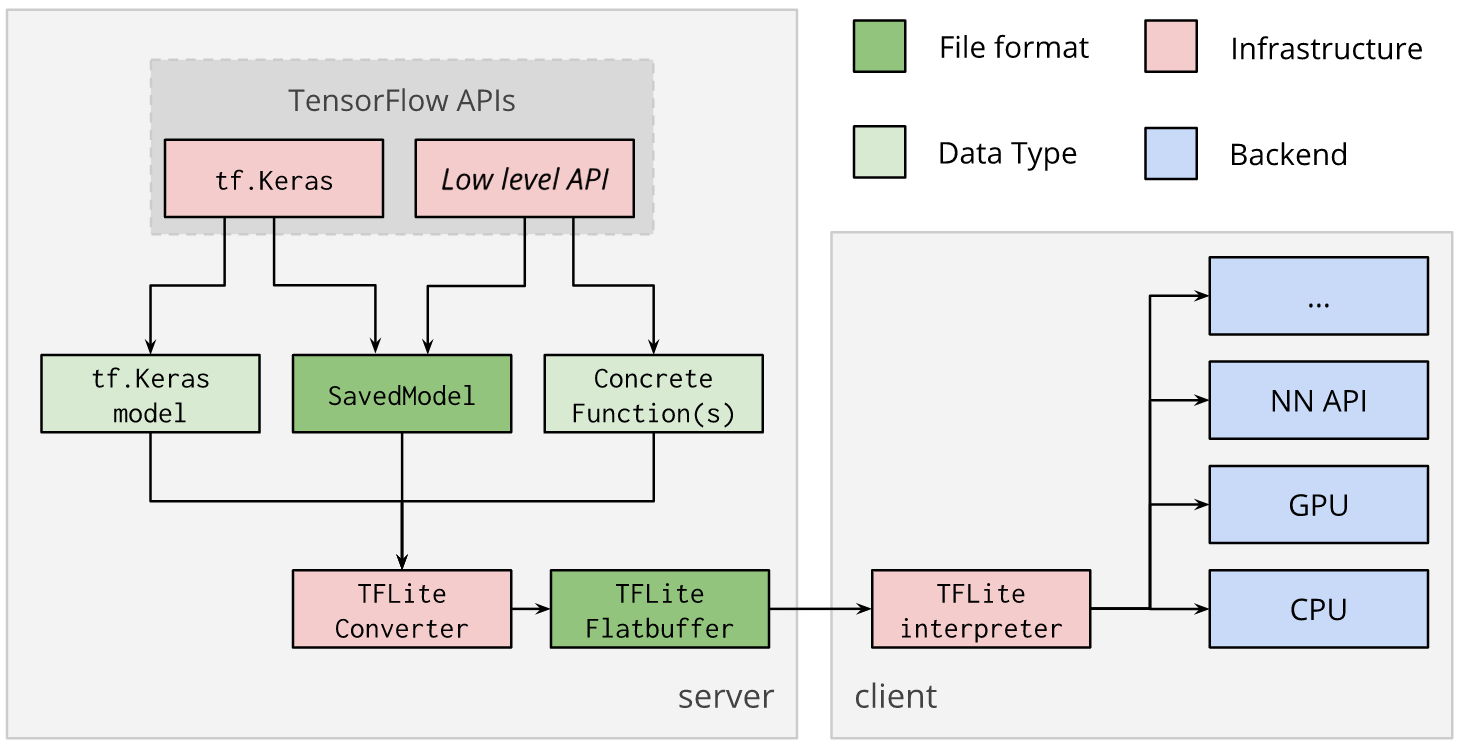 TensorFlow APIs
tf.Keras
Low level API
tf.Keras
model
SavedModel
Concrete
Function(s)
TFLite
Converter
TFLite
Flatbuffer
server
File format
Infrastructure
Data Type
Backend
...
NN API
GPU
CPU
TFLite
interpreter
client